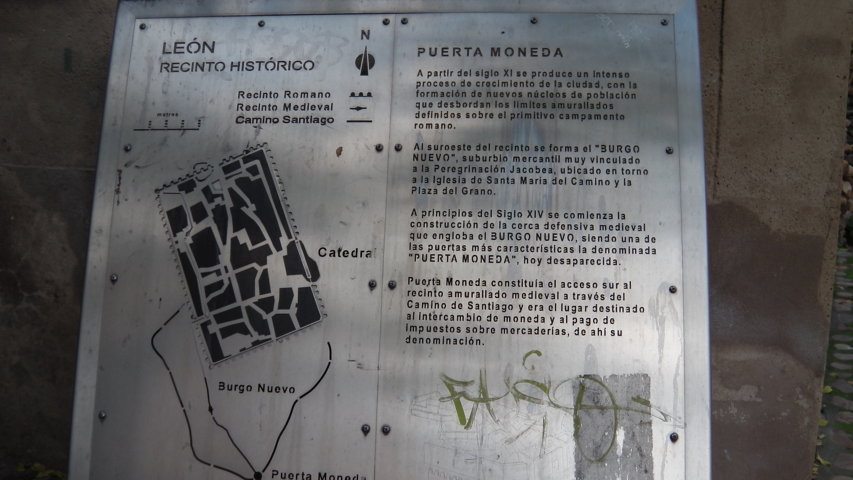 LEÓN
RECINTO HISTÓRICO
N
Recinto Romano
Recinto Medieval
Camino Santiago
metros
Catedra
Burgo Nuevo
Puerta Moneda
PUERTA MONEDA
A partir del siglo XI se produce un intenso
proceso de crecimiento de la ciudad, con la
formación de nuevos núcleos de población
que desbordan los límites amurallados
definidos sobre el primitivo campamento
romano.
Al suroeste del recinto se forma el "BURGO
NUEVO", suburbio mercantil muy vinculado
a la Peregrinación Jacobea, ubicado en torno
a la Iglesia de Santa María del Camino y la
Plaza del Grano.
A principios del Siglo XIV se comienza la
construcción de la cerca defensiva medieval
que engloba el BURGO NUEVO, siendo una de
las puertas más características la denominada
"PUERTA MONEDA", hoy desaparecida.
Puerta Moneda constituía el acceso sur al
recinto amurallado medieval a través del
Camino de Santiago y era el lugar destinado
al intercambio de moneda y al pago de
impuestos sobre mercaderías, de ahí su
denominación.